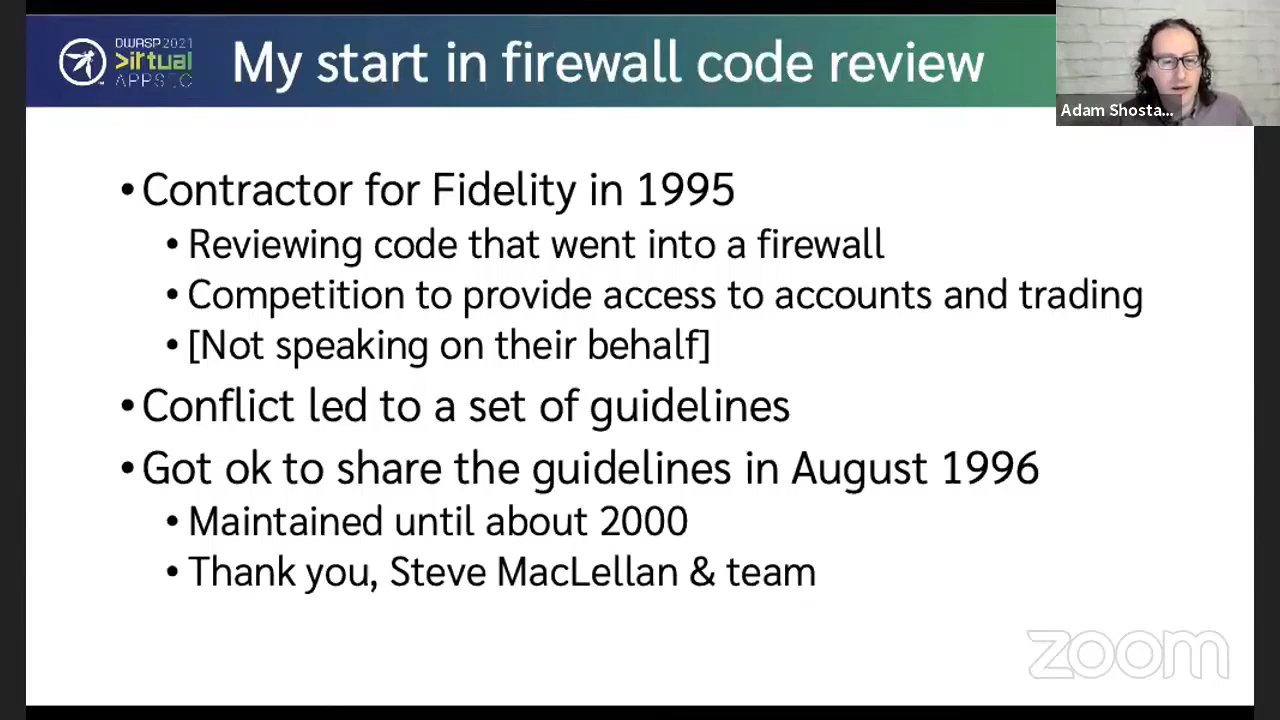 OWASP 2021
>irtual
APPSEC
My start in firewall code review
Adam Shosta...
• Contractor for Fidelity in 1995
• Reviewing code that went into a firewall
• Competition to provide access to accounts and trading
• [Not speaking on their behalf]
• Conflict led to a set of guidelines
• Got ok to share the guidelines in August 1996
• Maintained until about 2000
• Thank you, Steve MacLellan & team
zoom